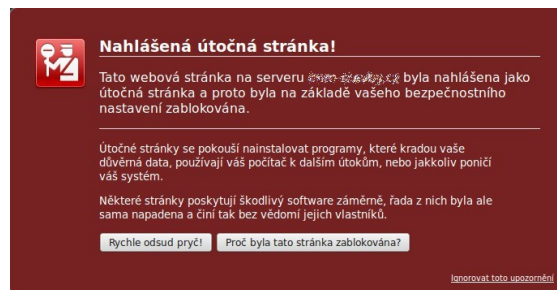 Nahlášená útočná stránka!
Tato webová stránka na serveru byla nahlášena jako
útočná stránka a proto byla na základě vašeho bezpečnostního
nastavení zablokována.
Útočné stránky se pokouší nainstalovat programy, které kradou vaše
důvěrná data, používají váš počítač k dalším útokům, nebo jakkoliv poničí
váš systém.
Některé stránky poskytují škodlivý software záměrně, řada z nich byla ale
sama napadena a činí tak bez vědomí jejich vlastníků.
Rychle odsud pryč! Proč byla tato stránka zablokována?
Ignorovat toto upozornění